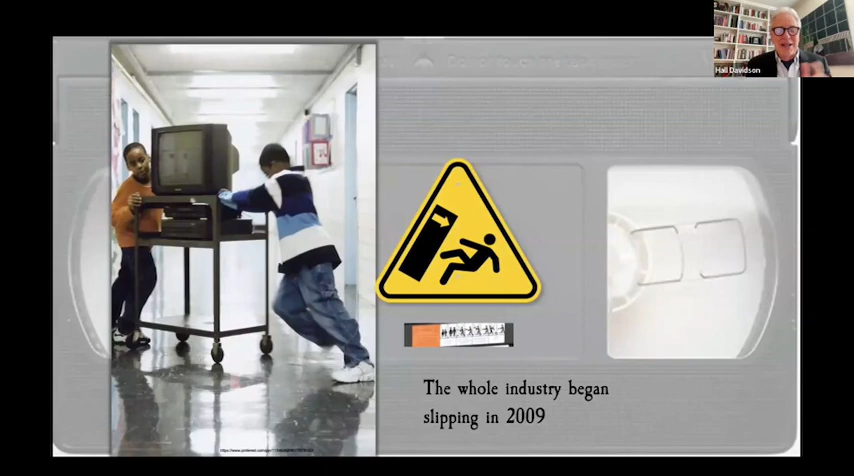 Hall Davidson
The whole industry began
slipping in 2009